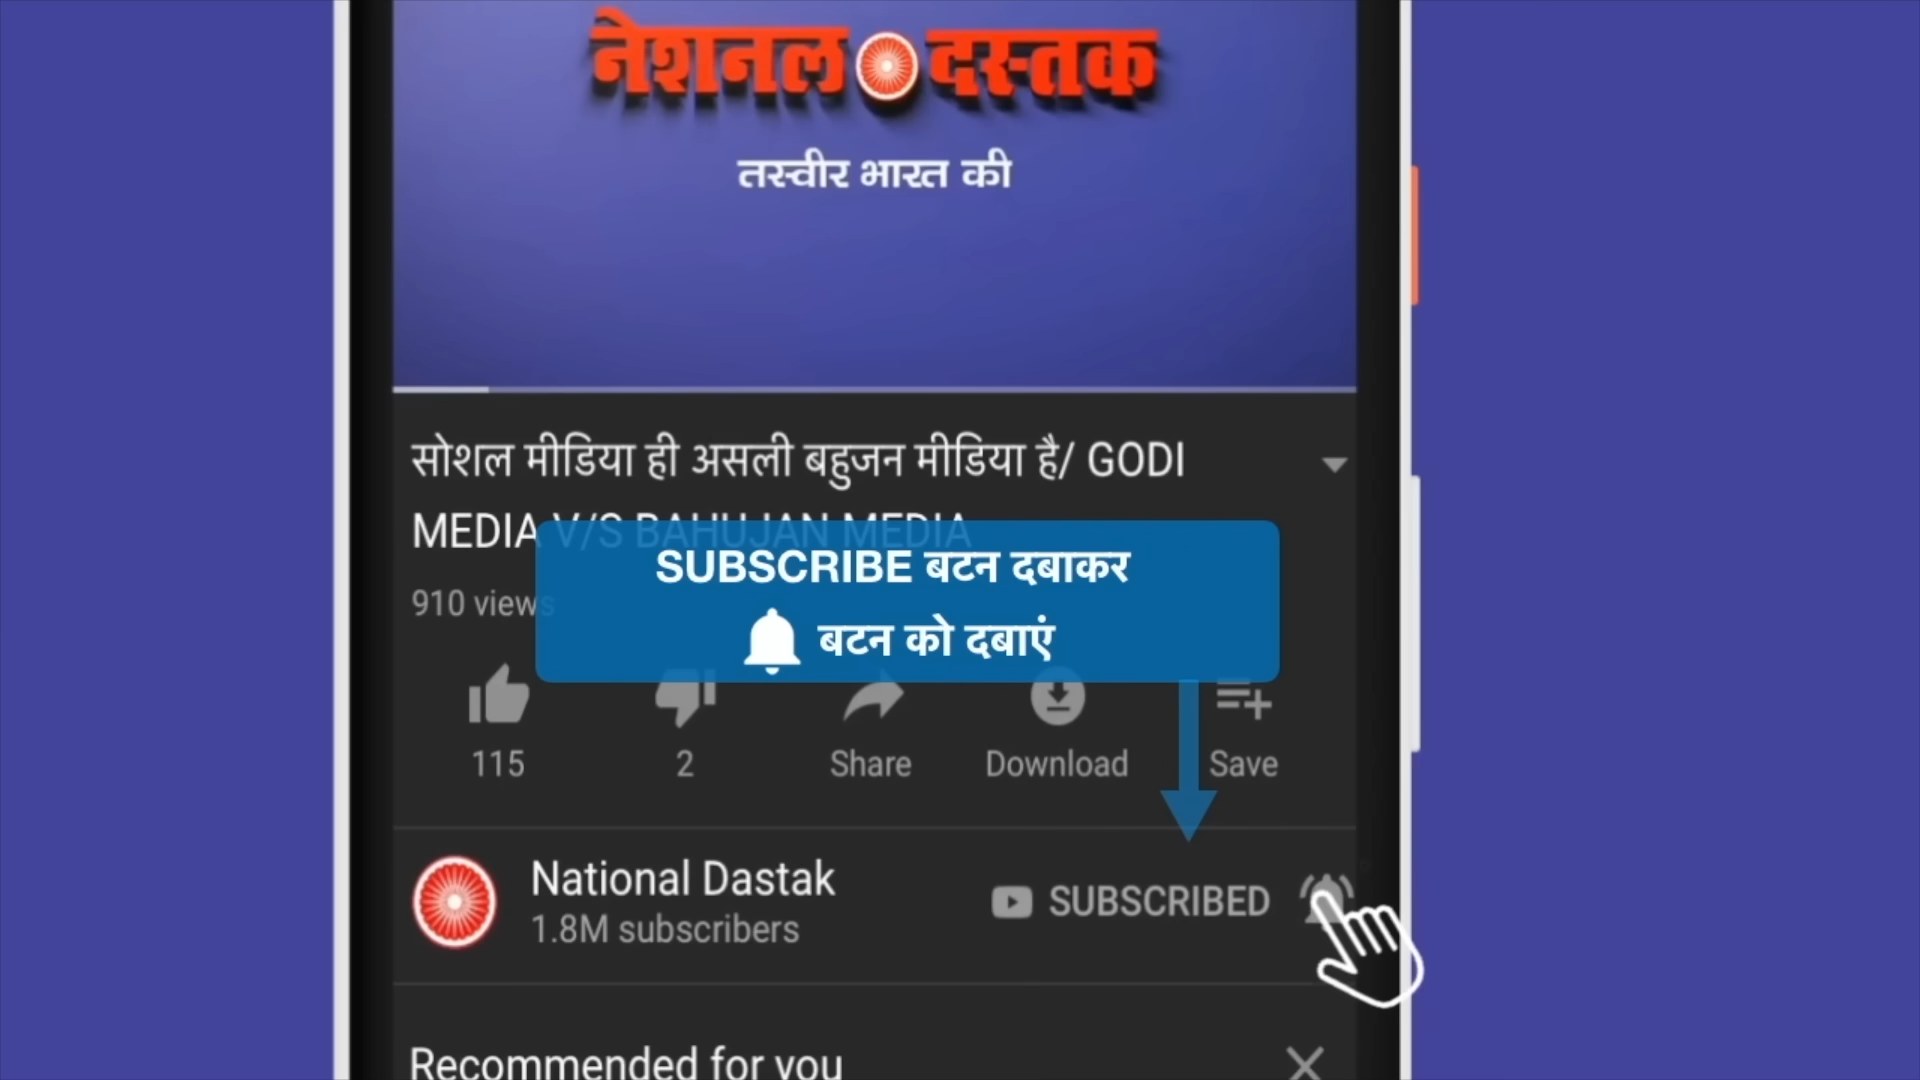 नेशनल दस्तक
तस्वीर भारत की
सोशल मीडिया ही असली बहुजन मीडिया है/ GODI
MEDIA V/S BAHUJAN MEDIA
SUBSCRIBE बटन दबाकर
910 views
बटन को दबाएं
115
2
Share
Download
Save
National Dastak
1.8M subscribers
SUBSCRIBED
Recommended for you